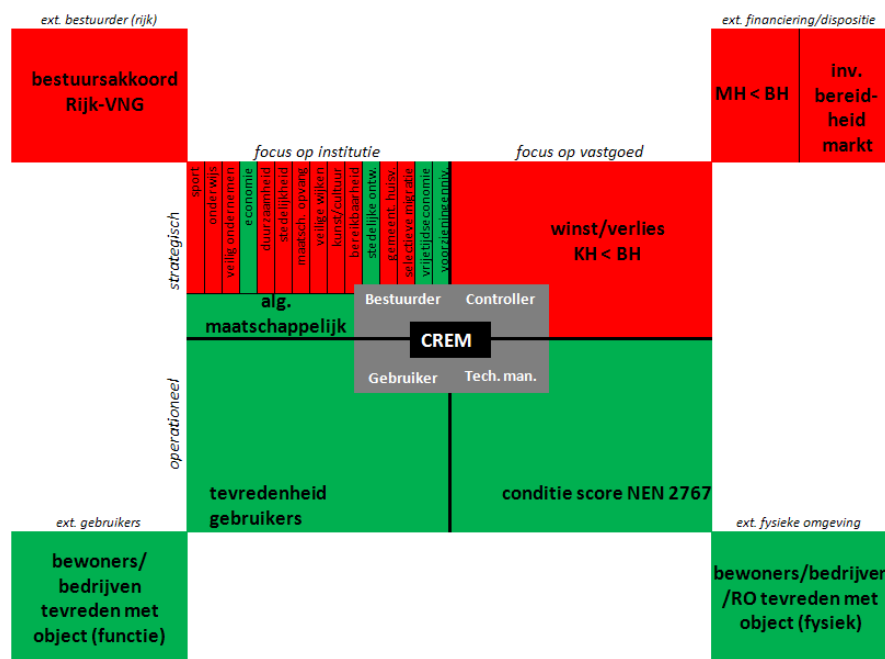 ext. bestuurder (rijk)
ext. financiering/dispositie
bestuursakkoord
Rijk-VNG
MH < BH
inv.
bereid-
heid
markt
focus op institutie
focus op vastgoed
strategisch
sport
onderwijs
veilig ondernemen
economie
duurzaamheid
stedelijkheid
maatsch. opvang
veilige wijken
kunst/cultuur
bereikbaarheid
stedelijke ontw.
gemeent. huisv.
selectieve migratie
vrijetijdseconomie
voorzieningenniv.
winst/verlies
KH < BH
alg.
maatschappelijk
Bestuurder
Controller
CREM
Gebruiker
Tech. man.
operationeel
tevredenheid
gebruikers
conditie score NEN 2767
ext. gebruikers
ext. fysieke omgeving
bewoners/
bedrijven
tevreden met
object (functie)
bewoners/bedrijven
/RO tevreden met
object (fysiek)